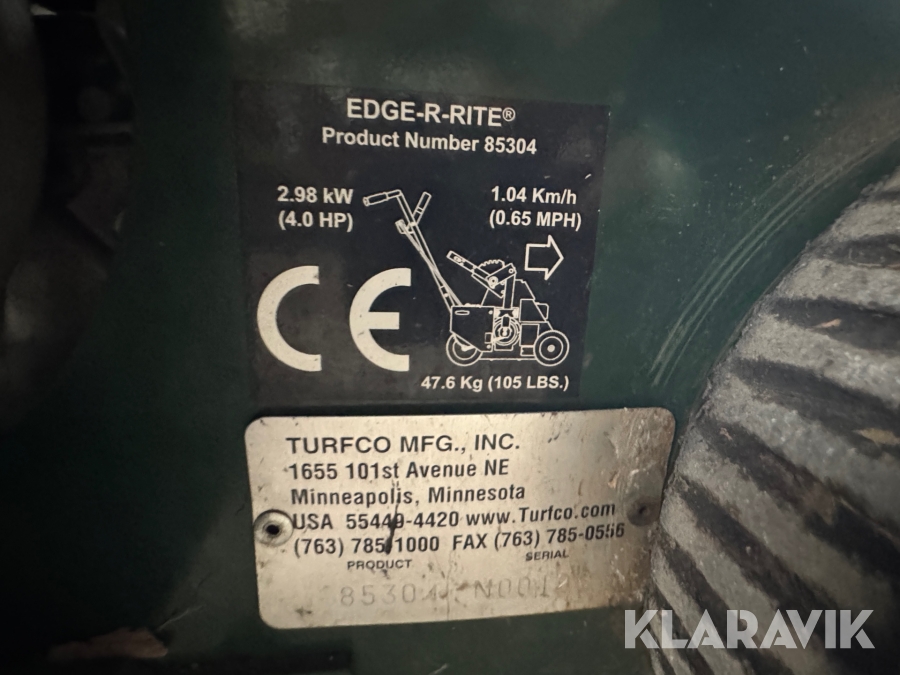 EDGE-R-RITE®
Product Number 85304
2.98 kW
(4.0 HP)
1.04 Km/h
(0.65 MPH)
CE
47.6 Kg (105 LBS.)
TURFCO MFG., INC.
1655 101st Avenue NE
Minneapolis, Minnesota
USA 55449-4420 www.Turfco.com
(763) 785-1000 FAX (763) 785-0556
PRODUCT SERIAL
85304
KLARAVIK